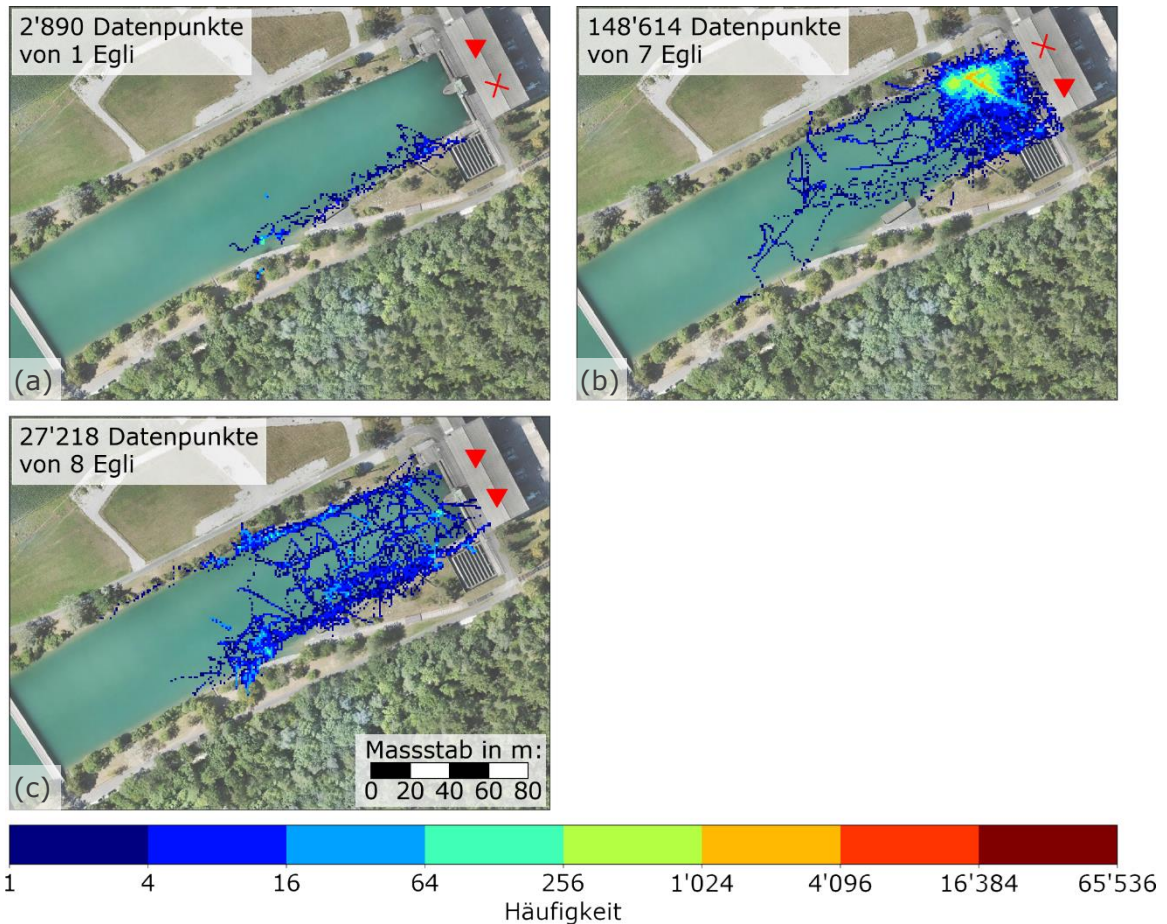 2'890 Datenpunkte
von 1 Egli
(a)
148'614 Datenpunkte
von 7 Egli
(b)
27'218 Datenpunkte
von 8 Egli
Massstab in m:
0 20 40 60 80
(c)
1 4 16 64 256 1'024 4'096 16'384 65'536
Häufigkeit